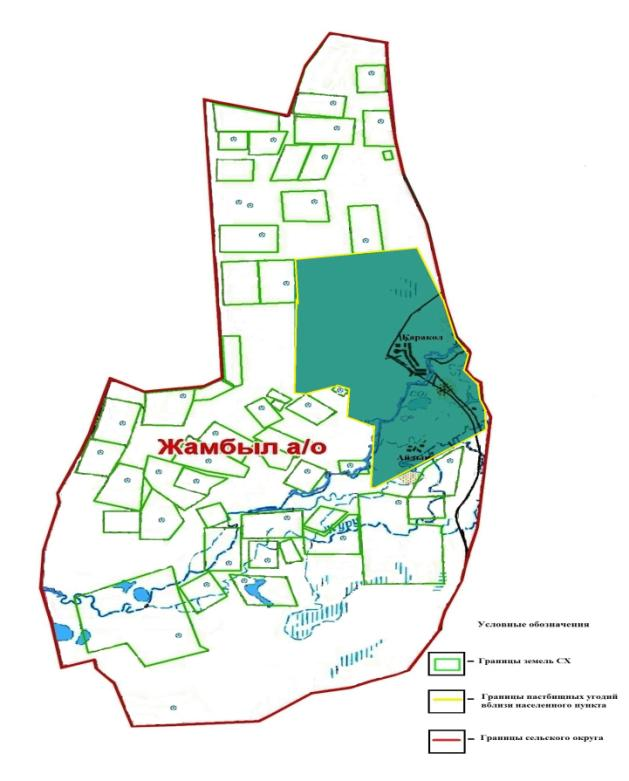 Каракол
Жамбыл а/о
Условные обозначения
– Границы земель СХ
– Границы пастбищных угодий
вблизи населенного пункта
– Границы сельского округа